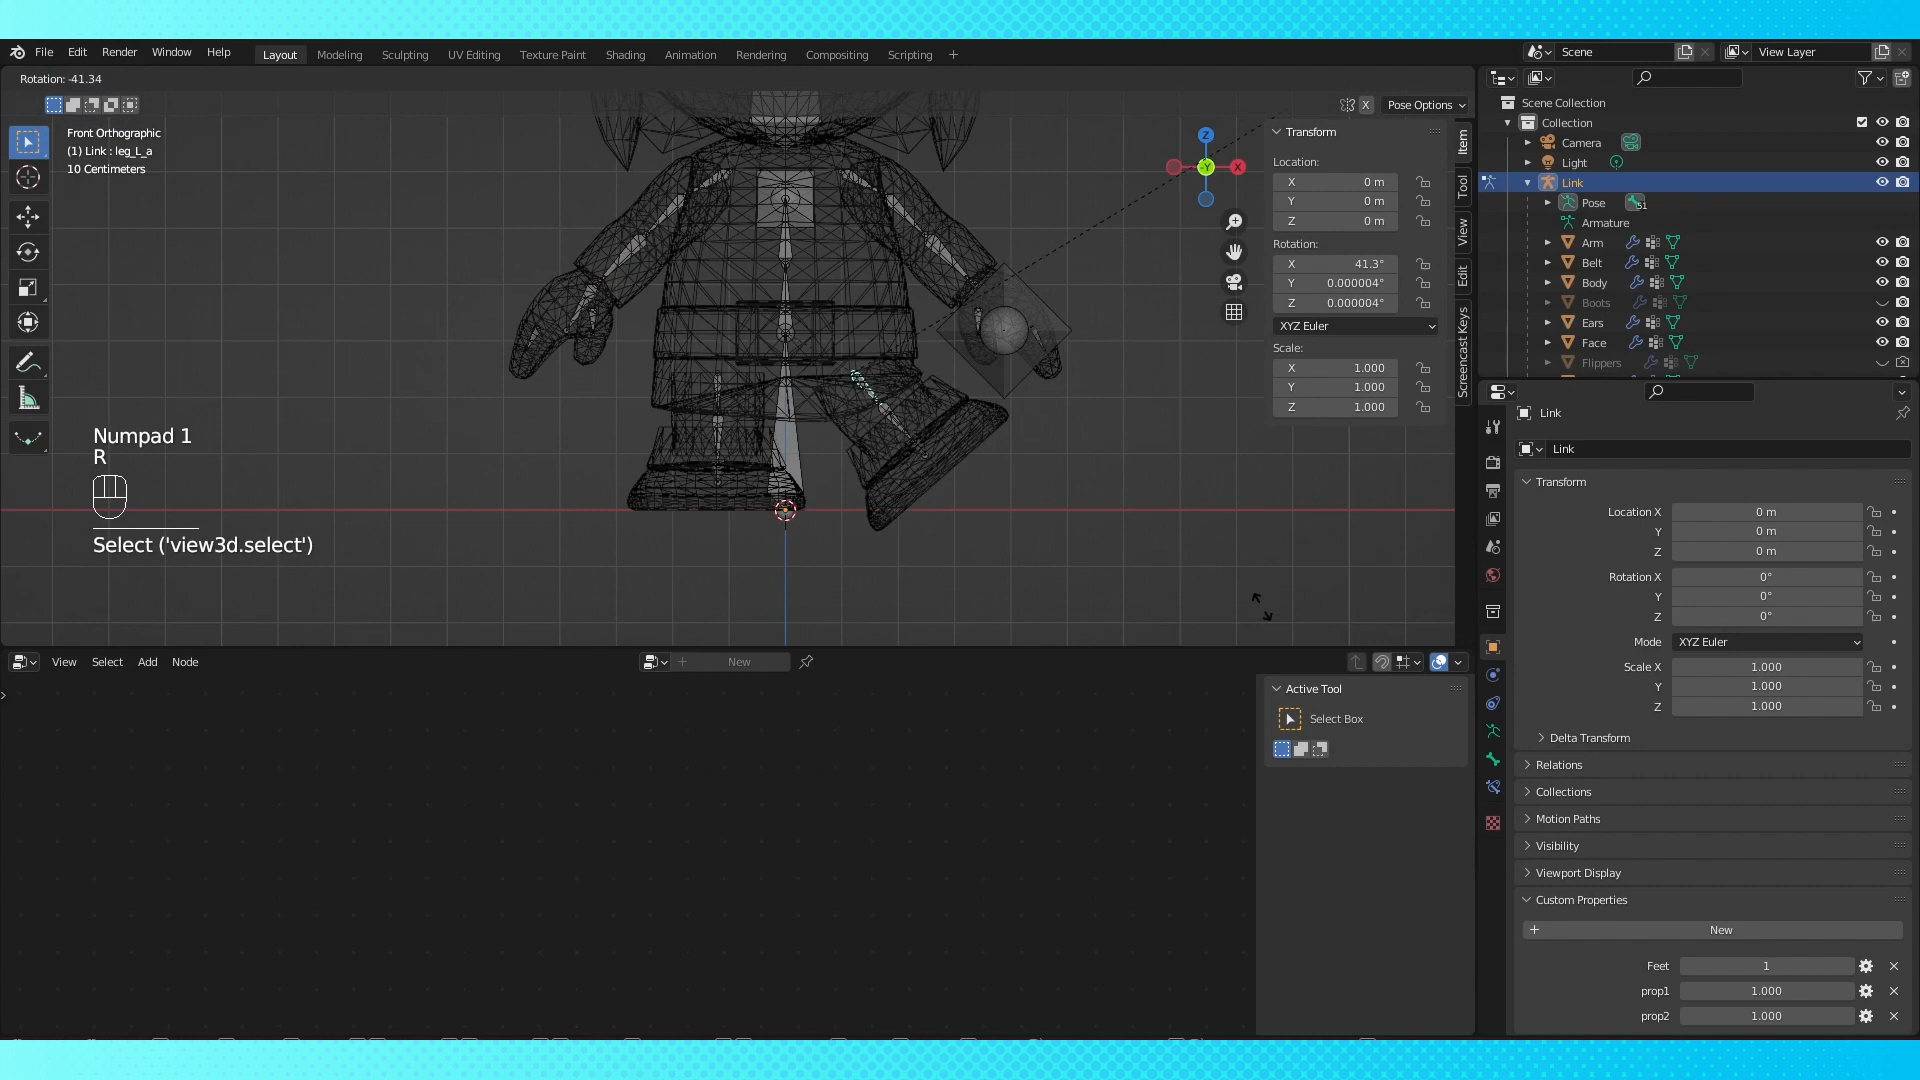 File Edit Render Window Help
Layout Modeling Sculpting UV Editing Texture Paint Shading Animation Rendering Compositing Scripting +
Scene
View Layer
Rotation: -41.34
X Pose Options
Front Orthographic
(1) Link : leg_L_a
10 Centimeters
Z
Y
X
Numpad 1
R
Select ('view3d.select')
Transform
Location:
X 0 m
Y 0 m
Z 0 m
Rotation:
X 41.3°
Y 0.000004°
Z 0.000004°
XYZ Euler
Scale:
X 1.000
Y 1.000
Z 1.000
Item
Tool
View
Edit
Screencast Keys
Scene Collection
Collection
Camera
Light
Link
Pose 51
Armature
Arm
Belt
Body
Boots
Ears
Face
Flippers
View Select Add Node
New
Active Tool
Select Box
Link
Link
Transform
Location X 0 m
Y 0 m
Z 0 m
Rotation X 0°
Y 0°
Z 0°
Mode XYZ Euler
Scale X 1.000
Y 1.000
Z 1.000
Delta Transform
Relations
Collections
Motion Paths
Visibility
Viewport Display
Custom Properties
+ New
Feet 1
prop1 1.000
prop2 1.000